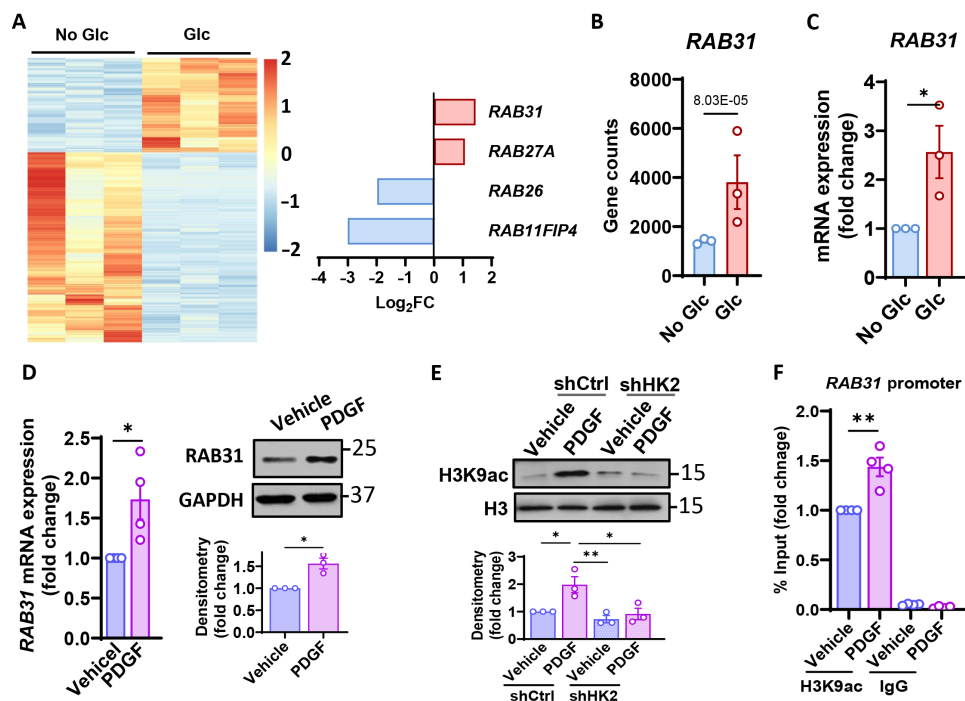 A
No Glc
Glc
2
1
0
−1
−2
RAB31
RAB27A
RAB26
RAB11FIP4
−4 −3 −2 −1 0 1 2
Log2FC
B
RAB31
Gene counts
8000
6000
4000
2000
0
8.03E-05
No Glc
Glc
C
RAB31
mRNA expression
(fold change)
4
3
2
1
0
*
No Glc
Glc
D
RAB31 mRNA expression
(fold change)
2.5
2.0
1.5
1.0
0.5
0.0
*
Vehicel
PDGF
Vehicle
PDGF
RAB31
25
GAPDH
37
Densitometry
(fold change)
1.5
1.0
0.5
0.0
*
Vehicle
PDGF
E
shCtrl
shHK2
Vehicle
PDGF
Vehicle
PDGF
H3K9ac
15
H3
15
Densitometry
(fold change)
3
2
1
0
*
*
**
Vehicle
PDGF
Vehicle
PDGF
shCtrl
shHK2
F
RAB31 promoter
% Input (fold chnage)
2.0
1.5
1.0
0.5
0.0
**
Vehicle
PDGF
Vehicle
PDGF
H3K9ac
IgG